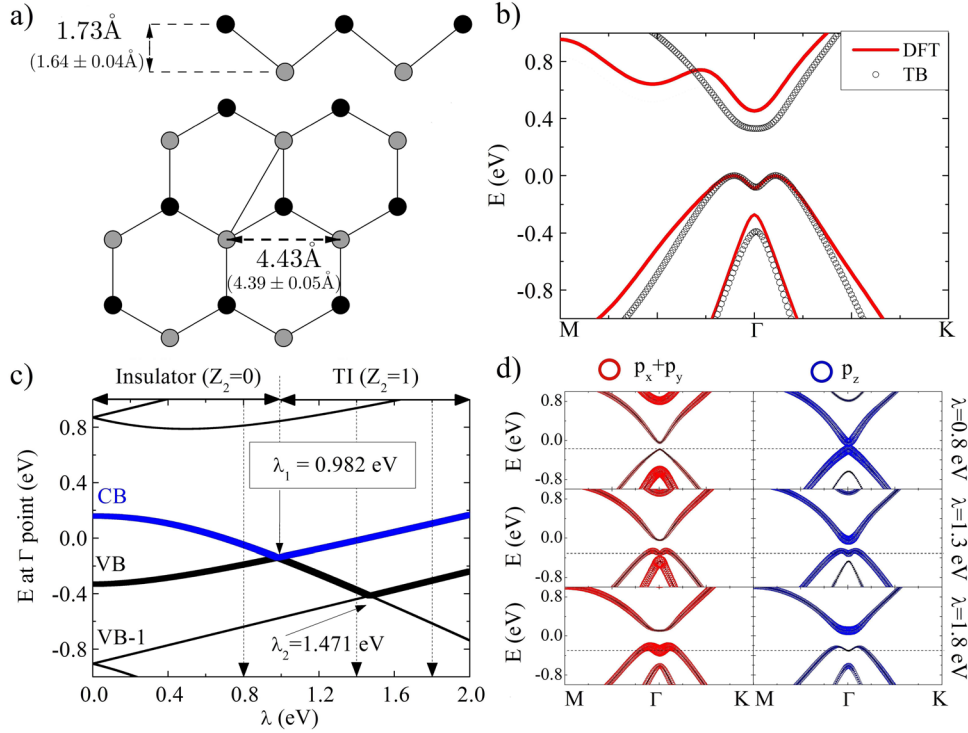 a)
1.73Å
(1.64 ± 0.04Å)
4.43Å
(4.39 ± 0.05Å)
b)
DFT
TB
E (eV)
0.8
0.4
0.0
-0.4
-0.8
M Γ K
c)
Insulator (Z₂=0) TI (Z₂=1)
λ₁ = 0.982 eV
CB
VB
VB-1
λ₂=1.471 eV
E at Γ point (eV)
0.8
0.4
0.0
-0.4
-0.8
0.0 0.4 0.8 1.2 1.6 2.0
λ (eV)
d)
pₓ+p_y p_z
E (eV)
0.8
0.0
-0.8
λ=0.8 eV
E (eV)
0.8
0.0
-0.8
λ=1.3 eV
E (eV)
0.8
0.0
-0.8
λ=1.8 eV
M Γ K M Γ K